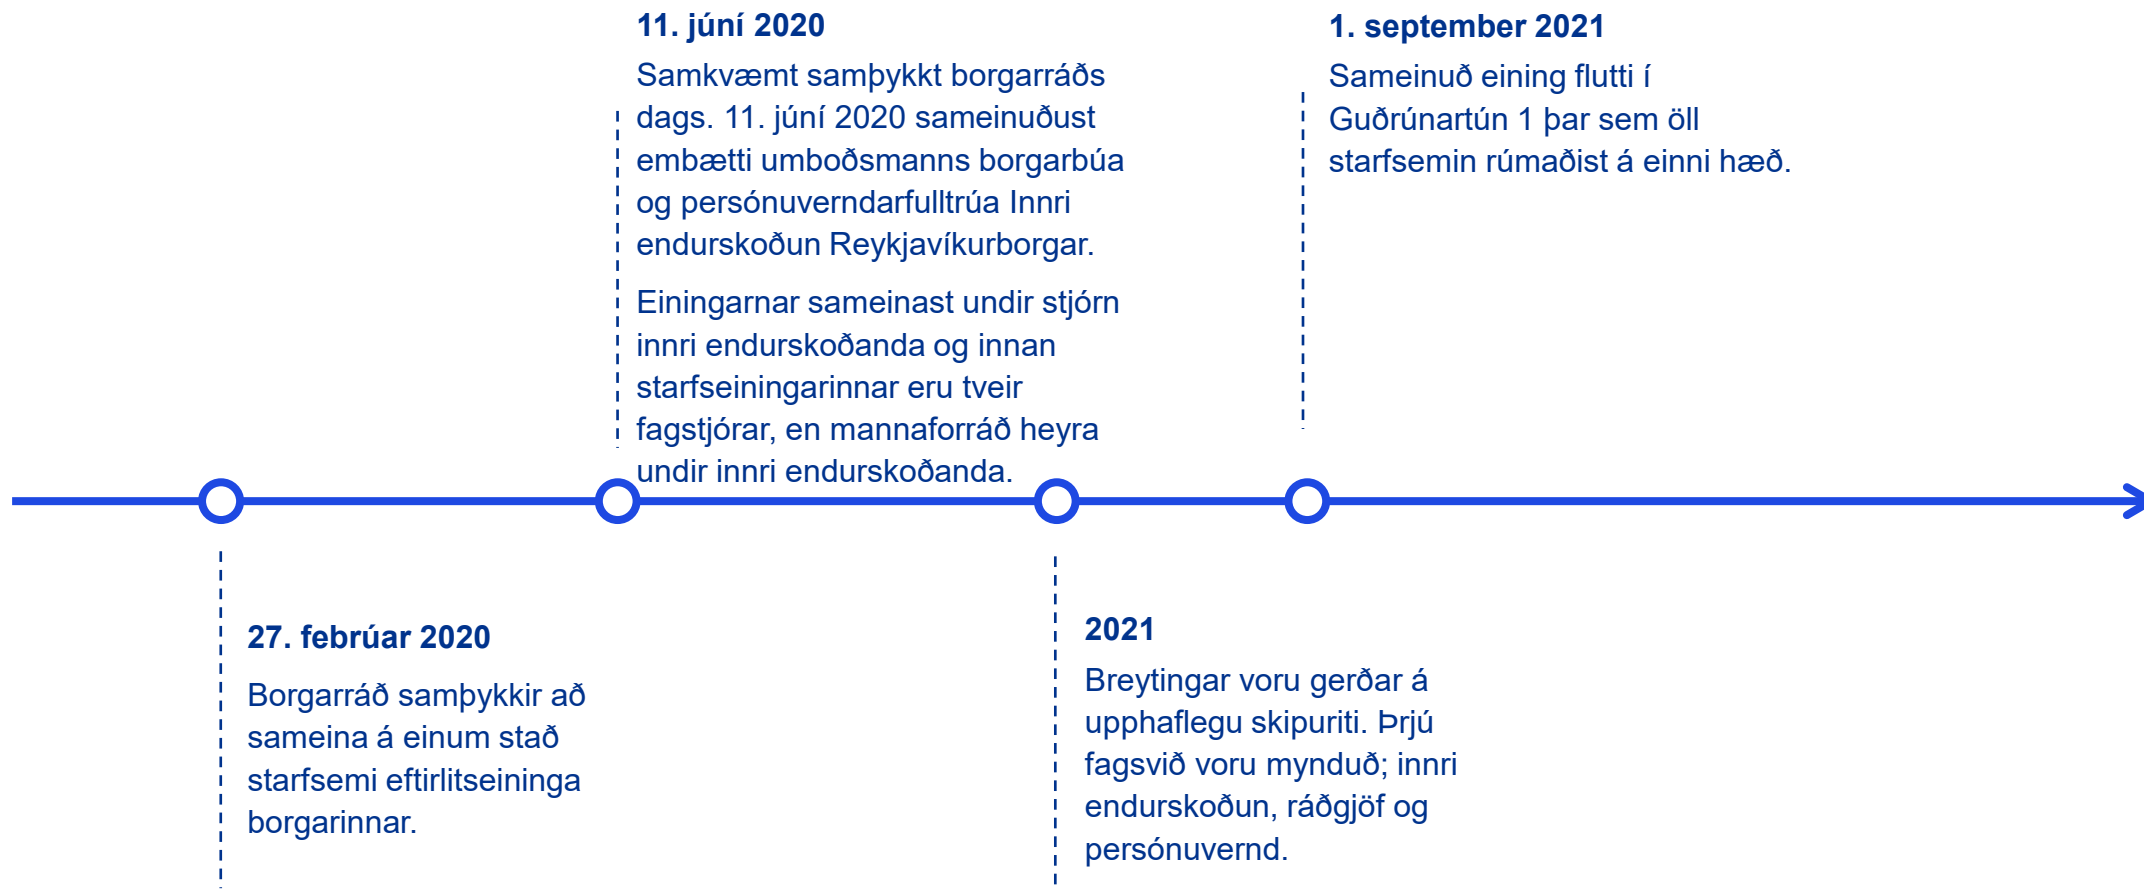 11. júní 2020
Samkvæmt samþykkt borgarráðs
dags. 11. júní 2020 sameinuðust
embætti umboðsmanns borgarbúa
og persónuverndarfulltrúa Innri
endurskoðun Reykjavíkurborgar.
Einingarnar sameinast undir stjórn
innri endurskoðanda og innan
starfseiningarinnar eru tveir
fagstjórar, en mannaforráð heyra
undir innri endurskoðanda.
1. september 2021
Sameinuð eining flutti í
Guðrúnartún 1 þar sem öll
starfsemin rúmaðist á einni hæð.
27. febrúar 2020
Borgarráð samþykkir að
sameina á einum stað
starfsemi eftirlitseininga
borgarinnar.
2021
Breytingar voru gerðar á
upphaflegu skipuriti. Þrjú
fagsvið voru mynduð; innri
endurskoðun, ráðgjöf og
persónuvernd.